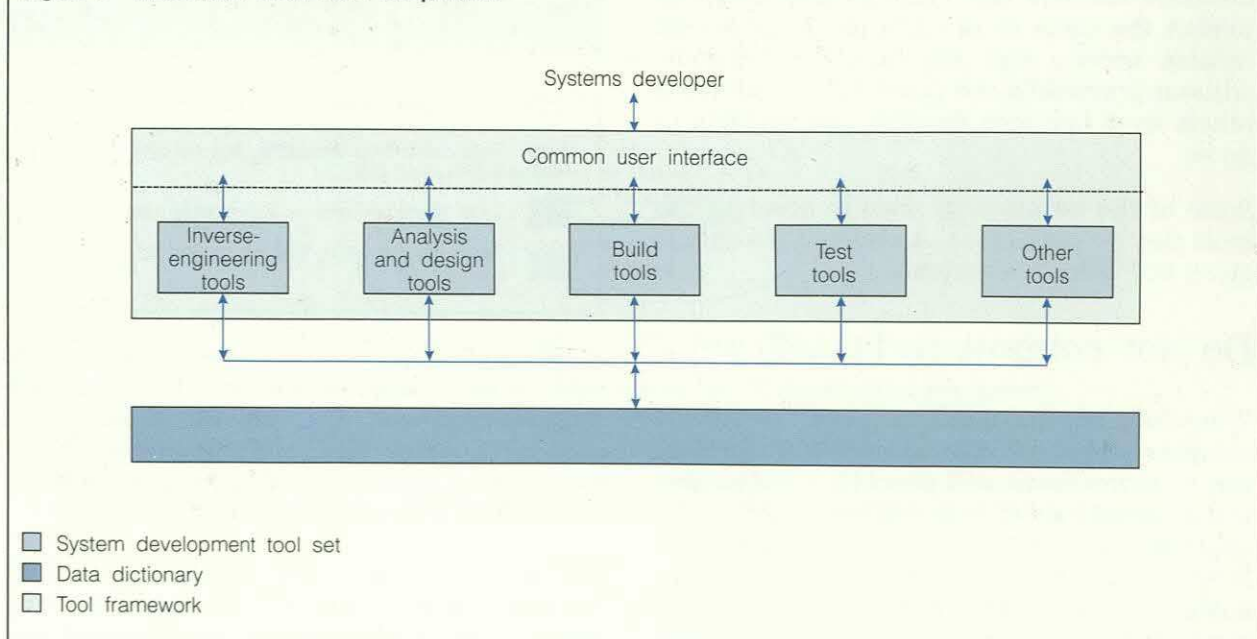 Systems developer
Common user interface
Inverse-
engineering
tools
Analysis
and design
tools
Build
tools
Test
tools
Other
tools
System development tool set
Data dictionary
Tool framework